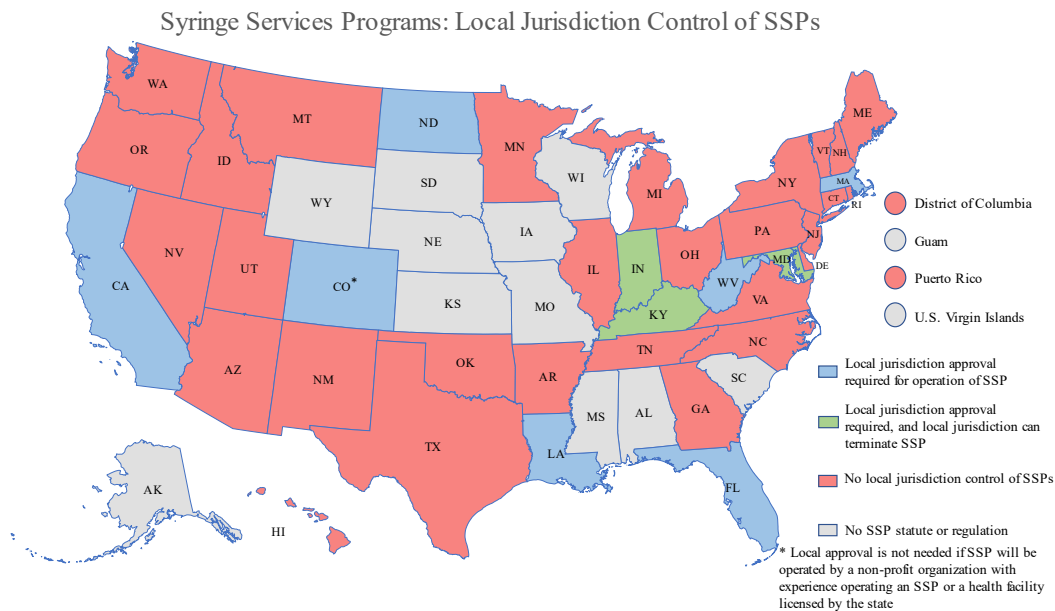 Syringe Services Programs: Local Jurisdiction Control of SSPs
WA
MT
ND
MN
ME
OR
ID
SD
WI
MI
VT
NH
NY
MA
CT
RI
WY
IA
NE
PA
NJ
NV
UT
CO*
IL
IN
OH
MD
DE
CA
KS
MO
WV
KY
VA
AZ
NM
OK
AR
TN
NC
SC
MS
AL
GA
TX
LA
FL
AK
HI
District of Columbia
Guam
Puerto Rico
U.S. Virgin Islands
Local jurisdiction approval
required for operation of SSP
Local jurisdiction approval
required, and local jurisdiction can
terminate SSP
No local jurisdiction control of SSPs
No SSP statute or regulation
* Local approval is not needed if SSP will be
operated by a non-profit organization with
experience operating an SSP or a health facility
licensed by the state